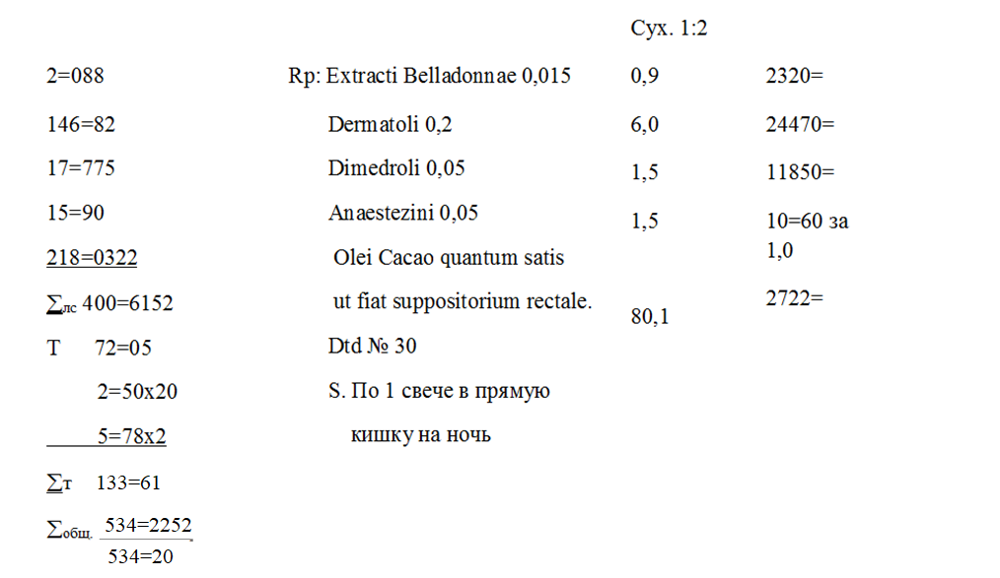 Сух. 1:2
2=088 Rp: Extracti Belladonnae 0,015 0,9 2320=
146=82 Dermatoli 0,2 6,0 24470=
17=775 Dimedroli 0,05 1,5 11850=
15=90 Anaestezini 0,05 1,5 10=60 за
1,0
218=0322 Olei Cacao quantum satis
∑лс 400=6152 ut fiat suppositorium rectale. 2722=
80,1
Т 72=05 Dtd № 30
2=50х20 S. По 1 свече в прямую
5=78х2 кишку на ночь
∑т 133=61
∑общ. 534=2252
534=20